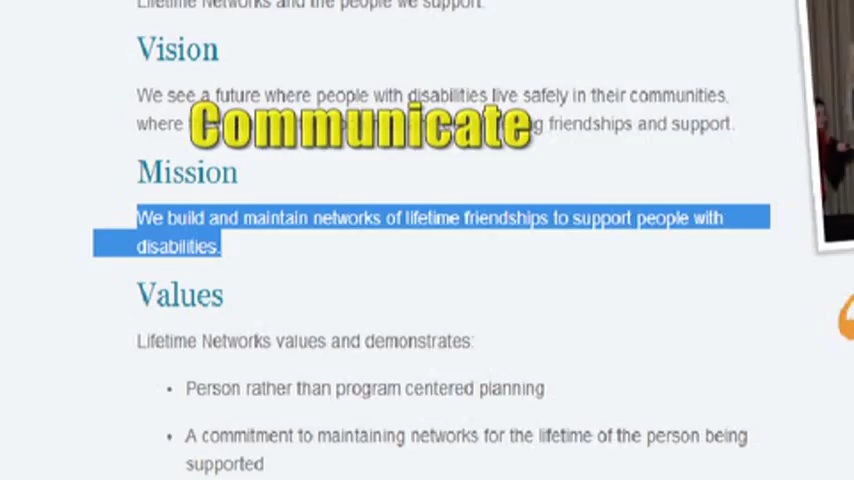 Lifetime Networks and the people we support.
Vision
We see a future where people with disabilities live safely in their communities,
where friendships and support.
Communicate
Mission
We build and maintain networks of lifetime friendships to support people with
disabilities.
Values
Lifetime Networks values and demonstrates:
• Person rather than program centered planning
• A commitment to maintaining networks for the lifetime of the person being
supported